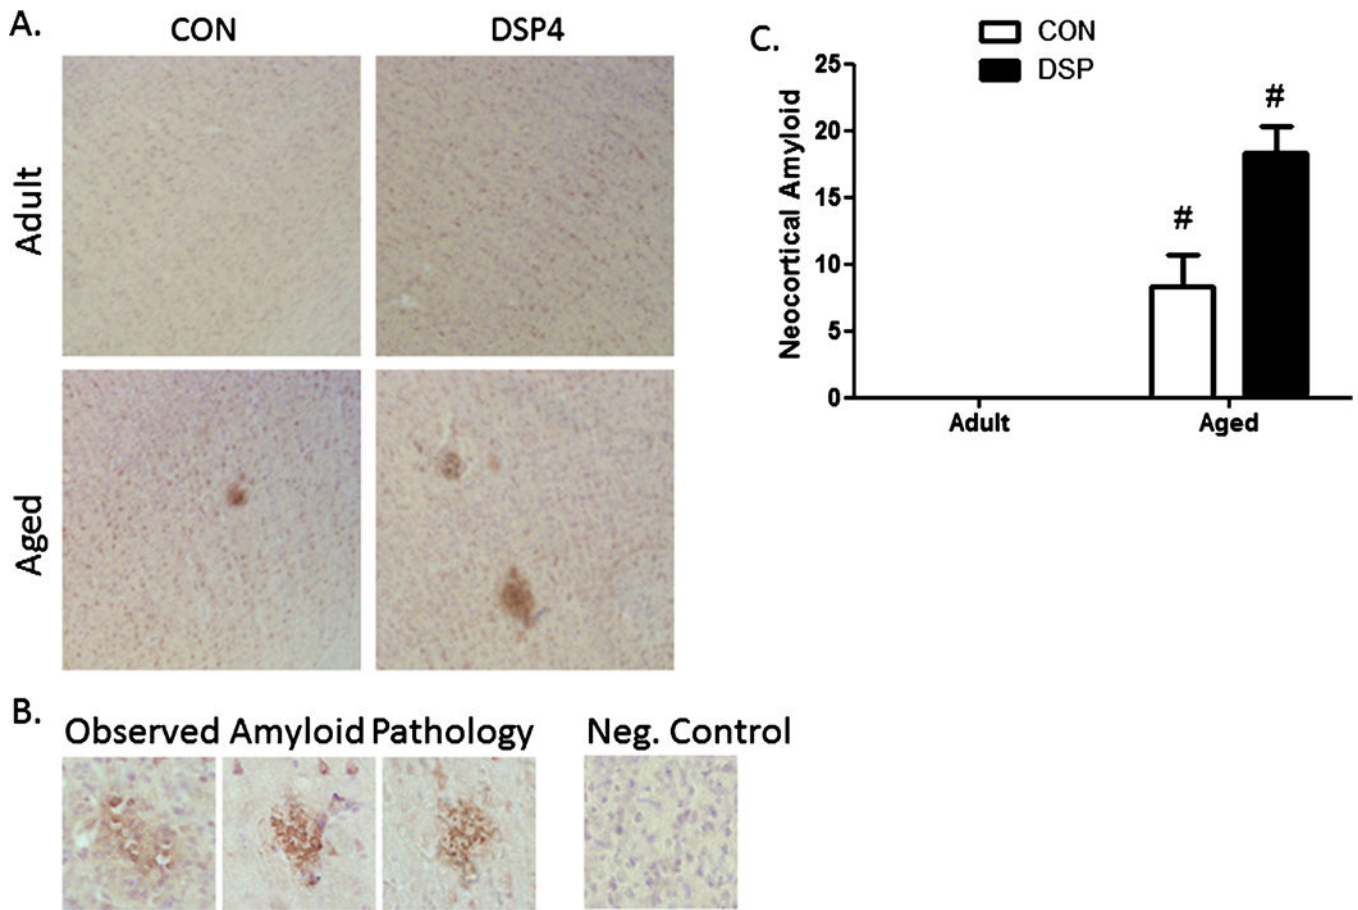 A.
CON DSP4
Adult
Aged
B.
Observed Amyloid Pathology Neg. Control
C.
CON
DSP
Neocortical Amyloid
25
20
15
10
5
0
#
#
Adult Aged